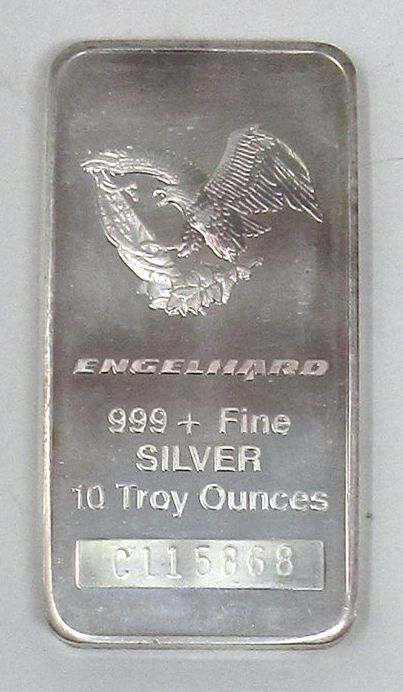 ENGELHARD
999 + Fine
SILVER
10 Troy Ounces
C115868